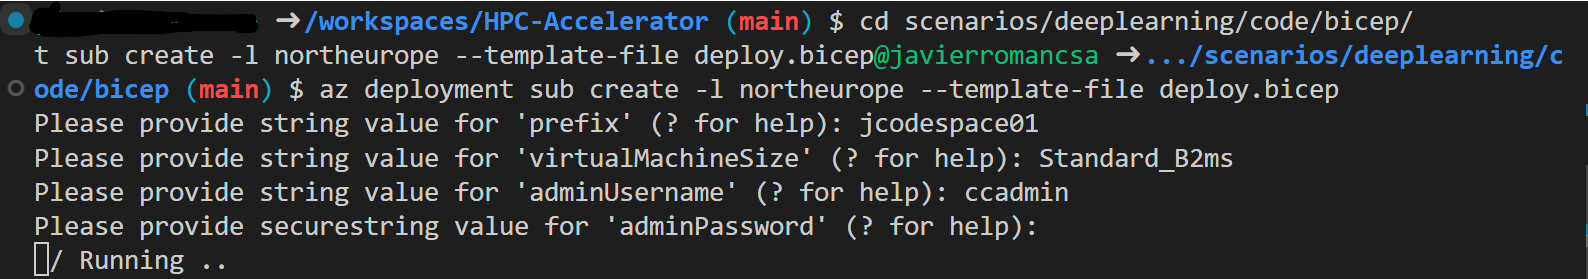 ➜/workspaces/HPC-Accelerator (main) $ cd scenarios/deeplearning/code/bicep/
t sub create -l northeurope --template-file deploy.bicep@javierromancsa ➜.../scenarios/deeplearning/c
ode/bicep (main) $ az deployment sub create -l northeurope --template-file deploy.bicep
Please provide string value for 'prefix' (? for help): jcodespace01
Please provide string value for 'virtualMachineSize' (? for help): Standard_B2ms
Please provide string value for 'adminUsername' (? for help): ccadmin
Please provide securestring value for 'adminPassword' (? for help):
/ Running ..